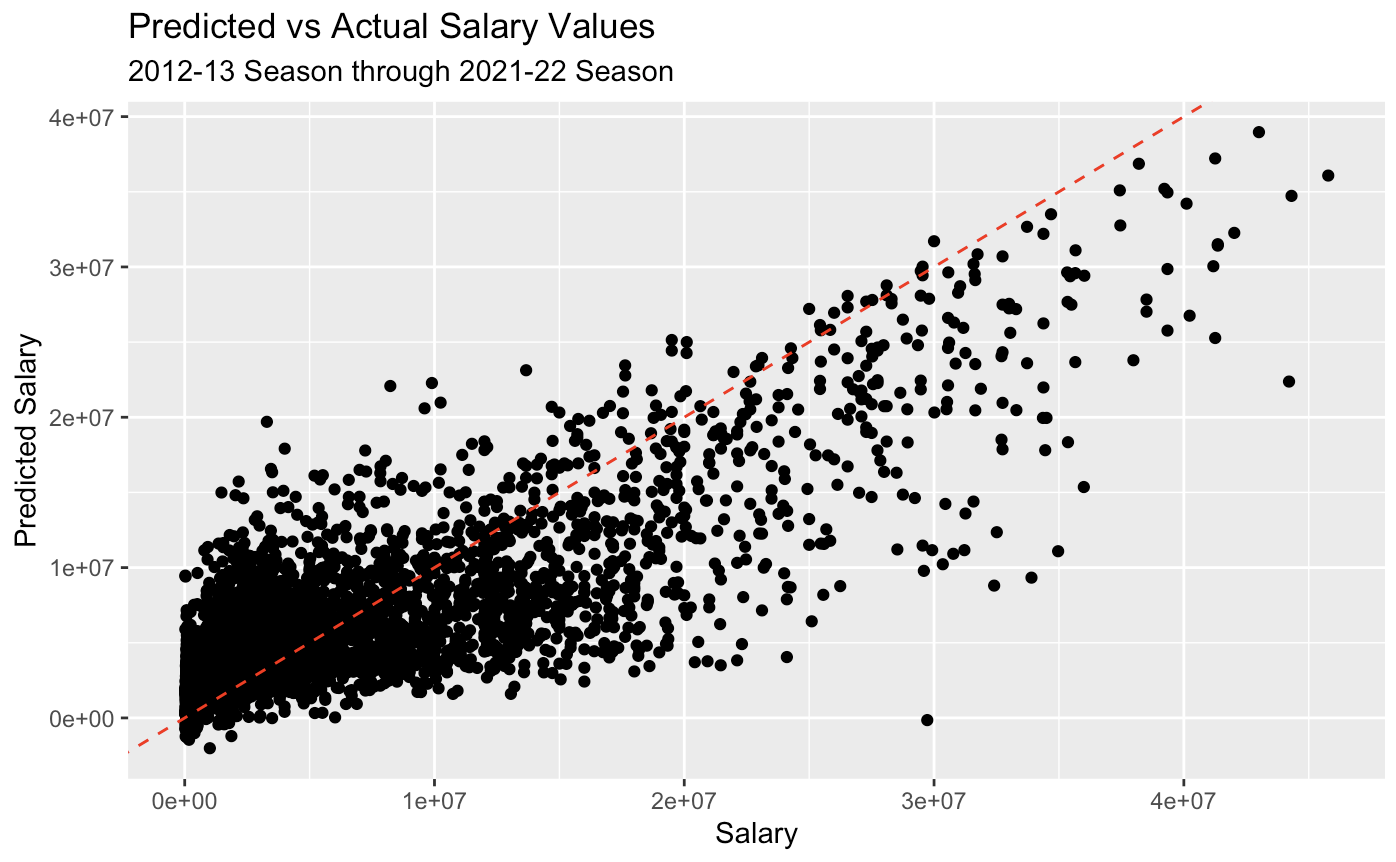 Predicted vs Actual Salary Values
2012-13 Season through 2021-22 Season
4e+07
3e+07
2e+07
1e+07
0e+00
Predicted Salary
0e+00 1e+07 2e+07 3e+07 4e+07
Salary